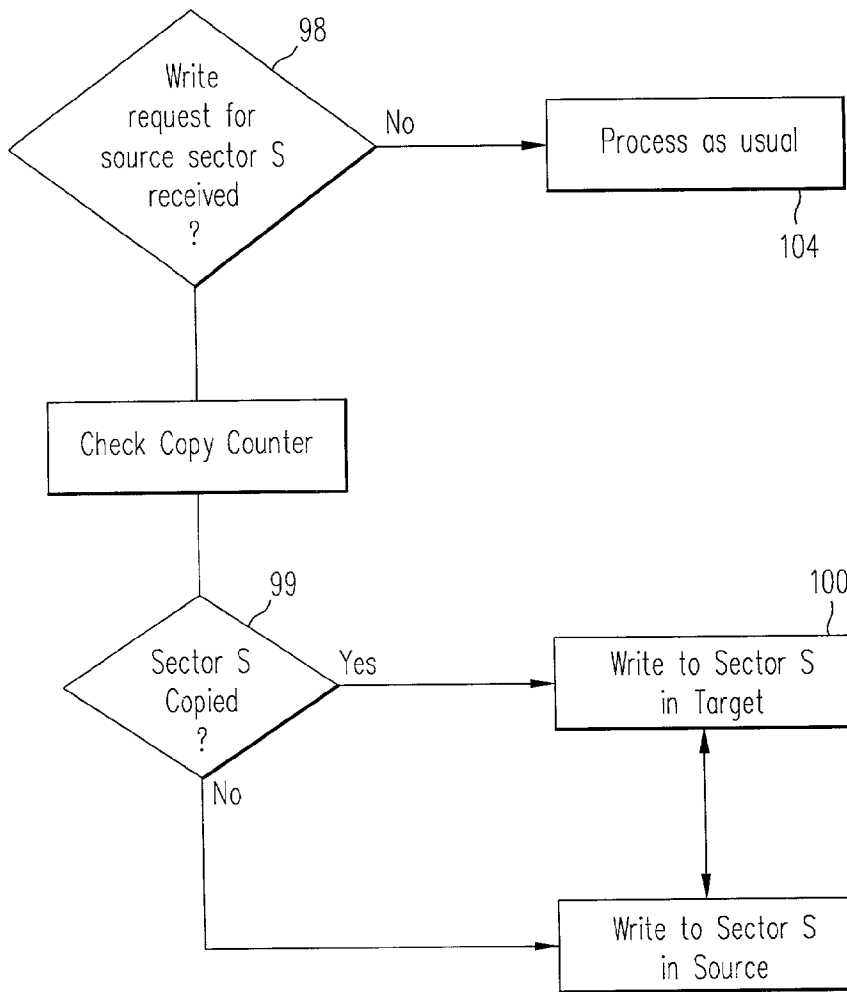 98
Write
request for
source sector S
received
?
No
Process as usual
104
Check Copy Counter
99
Sector S
Copied
?
Yes
100
Write to Sector S
in Target
No
Write to Sector S
in Source